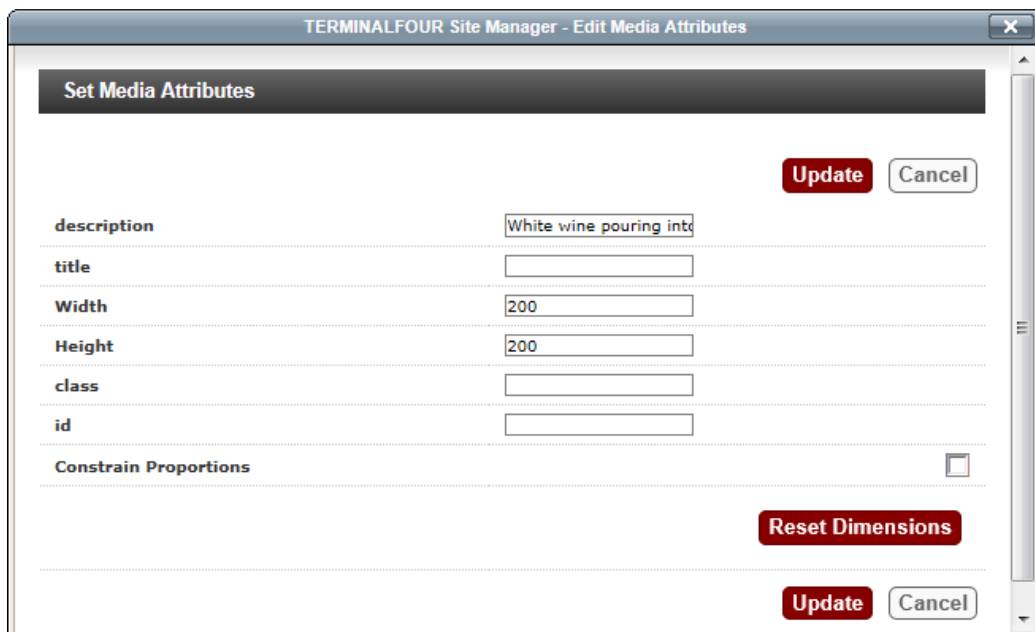 TERMINALFOUR Site Manager - Edit Media Attributes
Set Media Attributes
Update Cancel
description White wine pouring into
title
Width 200
Height 200
class
id
Constrain Proportions
Reset Dimensions
Update Cancel